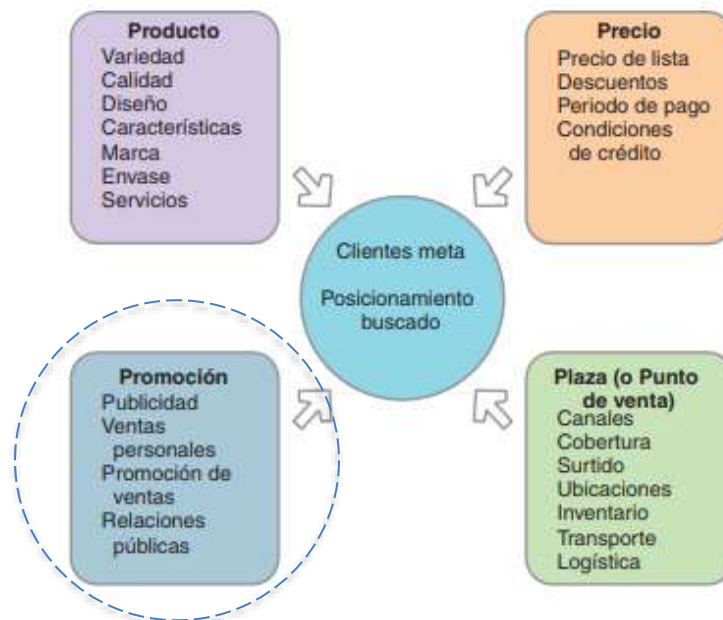 Producto
Variedad
Calidad
Diseño
Características
Marca
Envase
Servicios
Precio
Precio de lista
Descuentos
Periodo de pago
Condiciones
de crédito
Clientes meta
Posicionamiento
buscado
Promoción
Publicidad
Ventas
personales
Promoción de
ventas
Relaciones
públicas
Plaza (o Punto
de venta)
Canales
Cobertura
Surtido
Ubicaciones
Inventario
Transporte
Logística